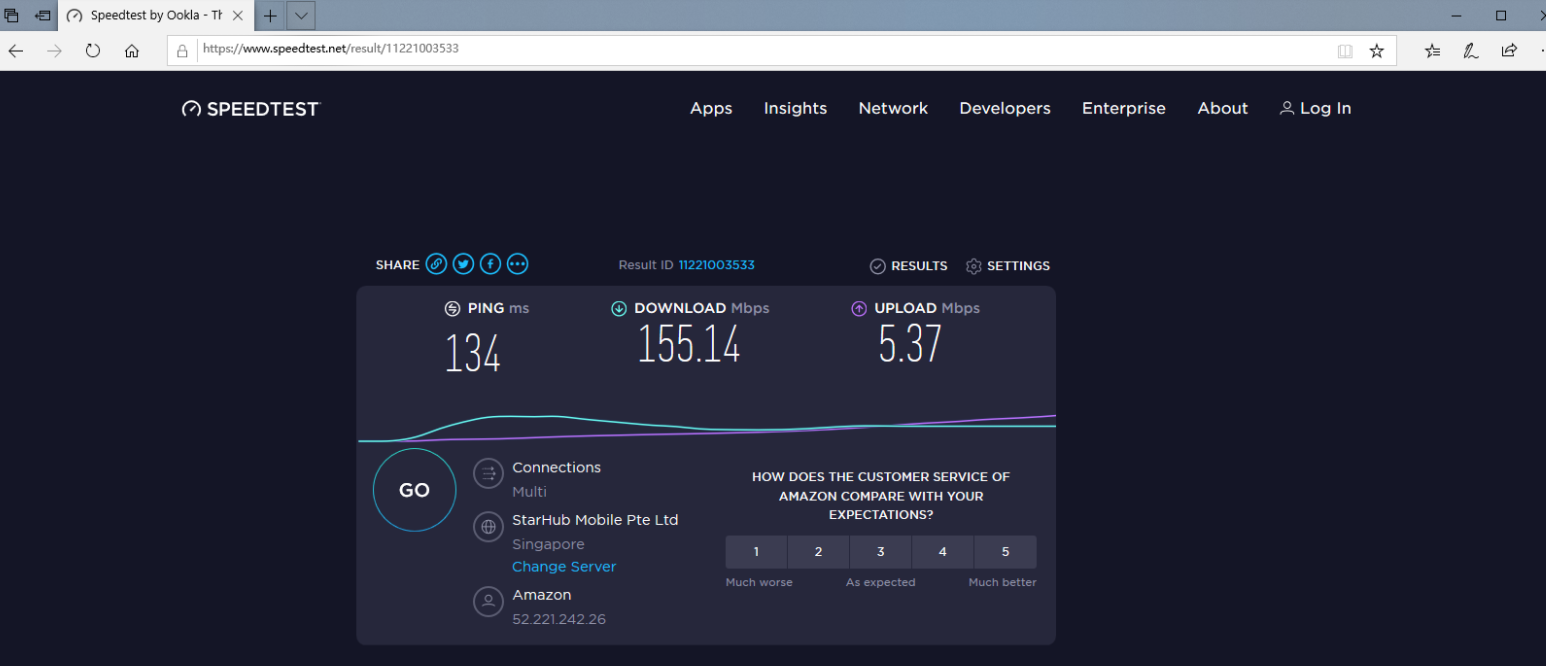 Speedtest by Ookla - Th
https://www.speedtest.net/result/11221003533
SPEEDTEST
Apps Insights Network Developers Enterprise About Log In
SHARE Result ID 11221003533 RESULTS SETTINGS
PING ms DOWNLOAD Mbps UPLOAD Mbps
134 155.14 5.37
GO
Connections
Multi
StarHub Mobile Pte Ltd
Singapore
Change Server
Amazon
52.221.242.26
HOW DOES THE CUSTOMER SERVICE OF
AMAZON COMPARE WITH YOUR
EXPECTATIONS?
1 2 3 4 5
Much worse As expected Much better